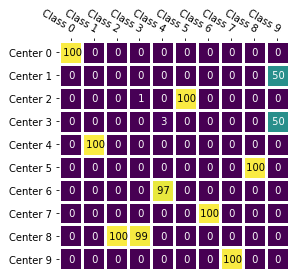 Class 0 Class 1 Class 2 Class 3 Class 4 Class 5 Class 6 Class 7 Class 8 Class 9
Center 0 100 0 0 0 0 0 0 0 0 0
Center 1 0 0 0 0 0 0 0 0 0 50
Center 2 0 0 0 1 0 100 0 0 0 0
Center 3 0 0 0 0 3 0 0 0 0 50
Center 4 0 100 0 0 0 0 0 0 0 0
Center 5 0 0 0 0 0 0 0 0 100 0
Center 6 0 0 0 0 97 0 0 0 0 0
Center 7 0 0 0 0 0 0 100 0 0 0
Center 8 0 0 100 99 0 0 0 0 0 0
Center 9 0 0 0 0 0 0 0 100 0 0